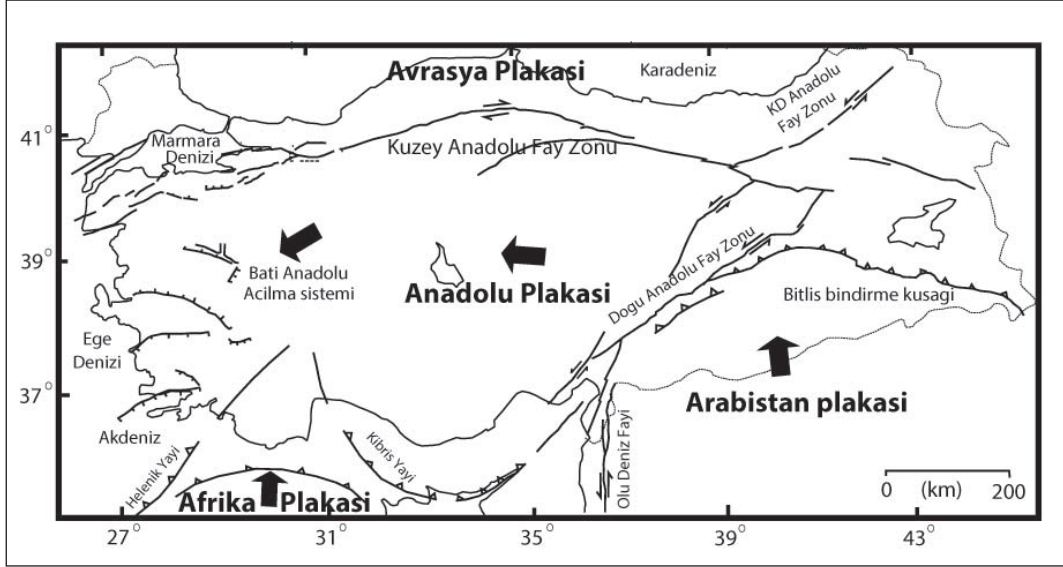 Avrasya Plakasi
Karadeniz
KD Anadolu
Fay Zonu
41°
Marmara
Denizi
Kuzey Anadolu Fay Zonu
39°
Bati Anadolu
Acilma sistemi
Anadolu Plakasi
Dogu Anadolu Fay Zonu
Bitlis bindirme kusagi
Ege
Denizi
37°
Arabistan plakasi
Akdeniz
Helenik Yayi
Kibris Yayi
Olu Deniz Fayi
Afrika Plakasi
0 (km) 200
27° 31° 35° 39° 43°